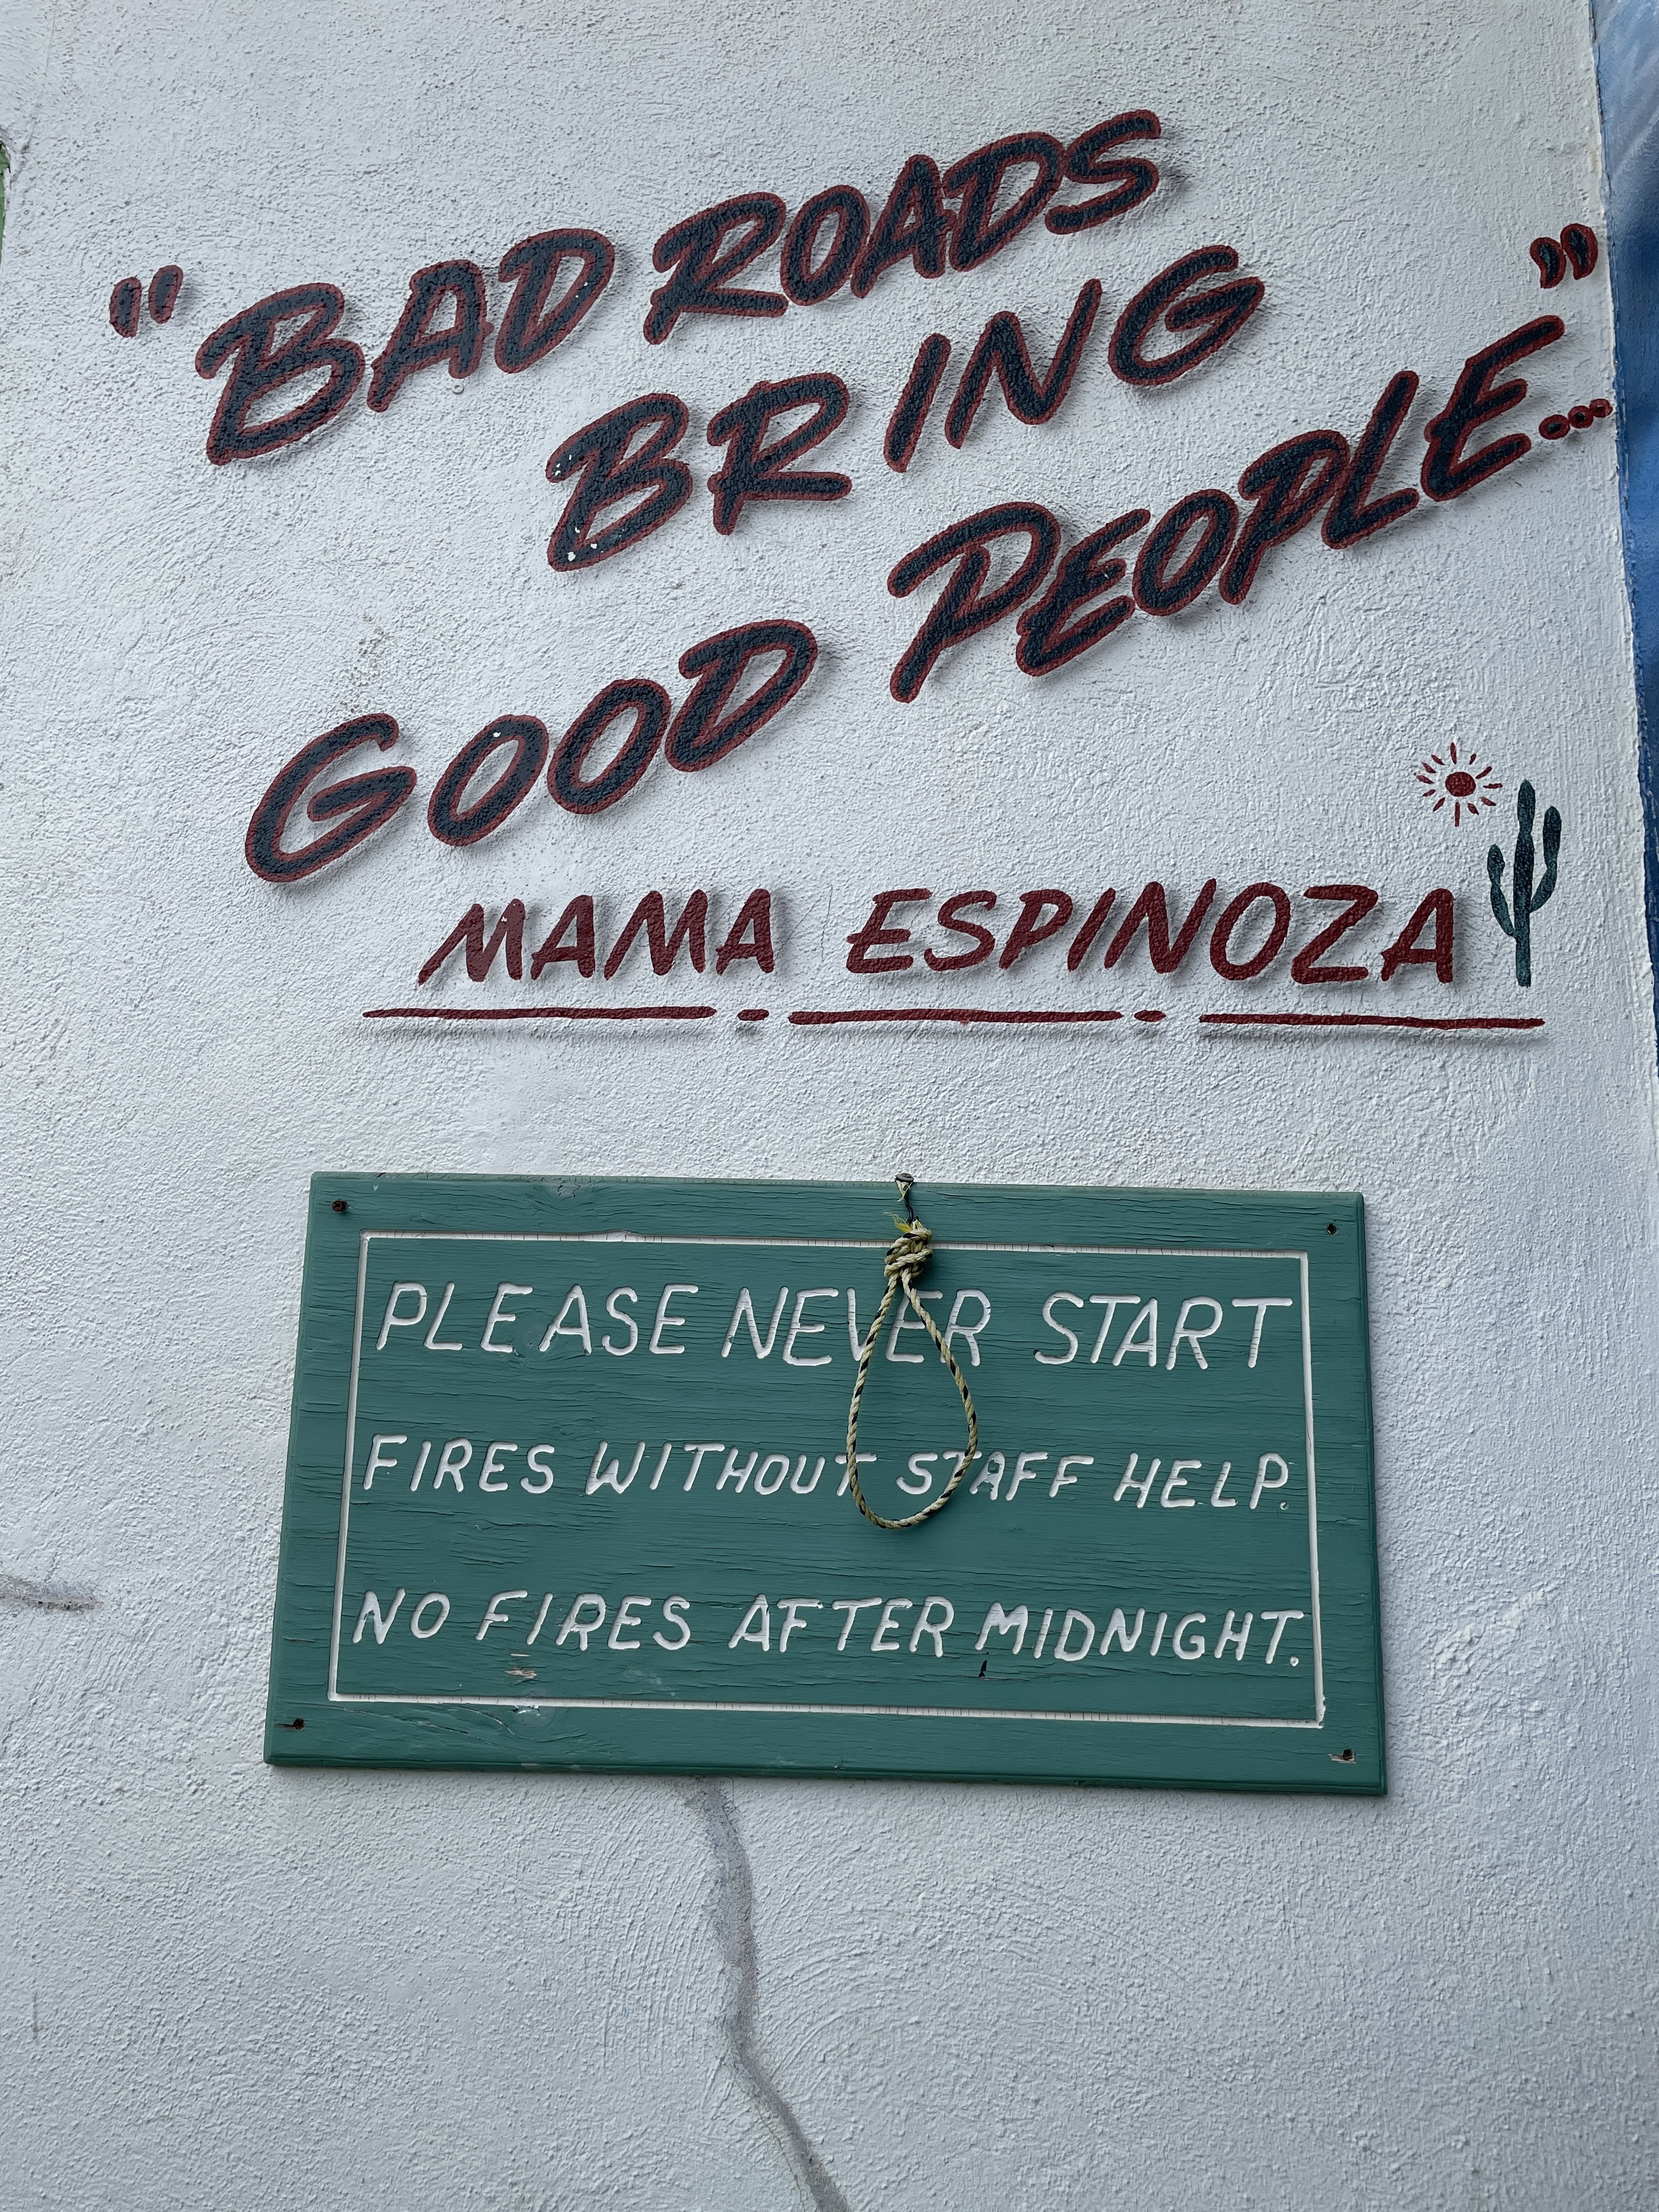 "BAD ROADS
BRING
GOOD PEOPLE..."
MAMA ESPINOZA
PLEASE NEVER START
FIRES WITHOUT STAFF HELP.
NO FIRES AFTER MIDNIGHT.